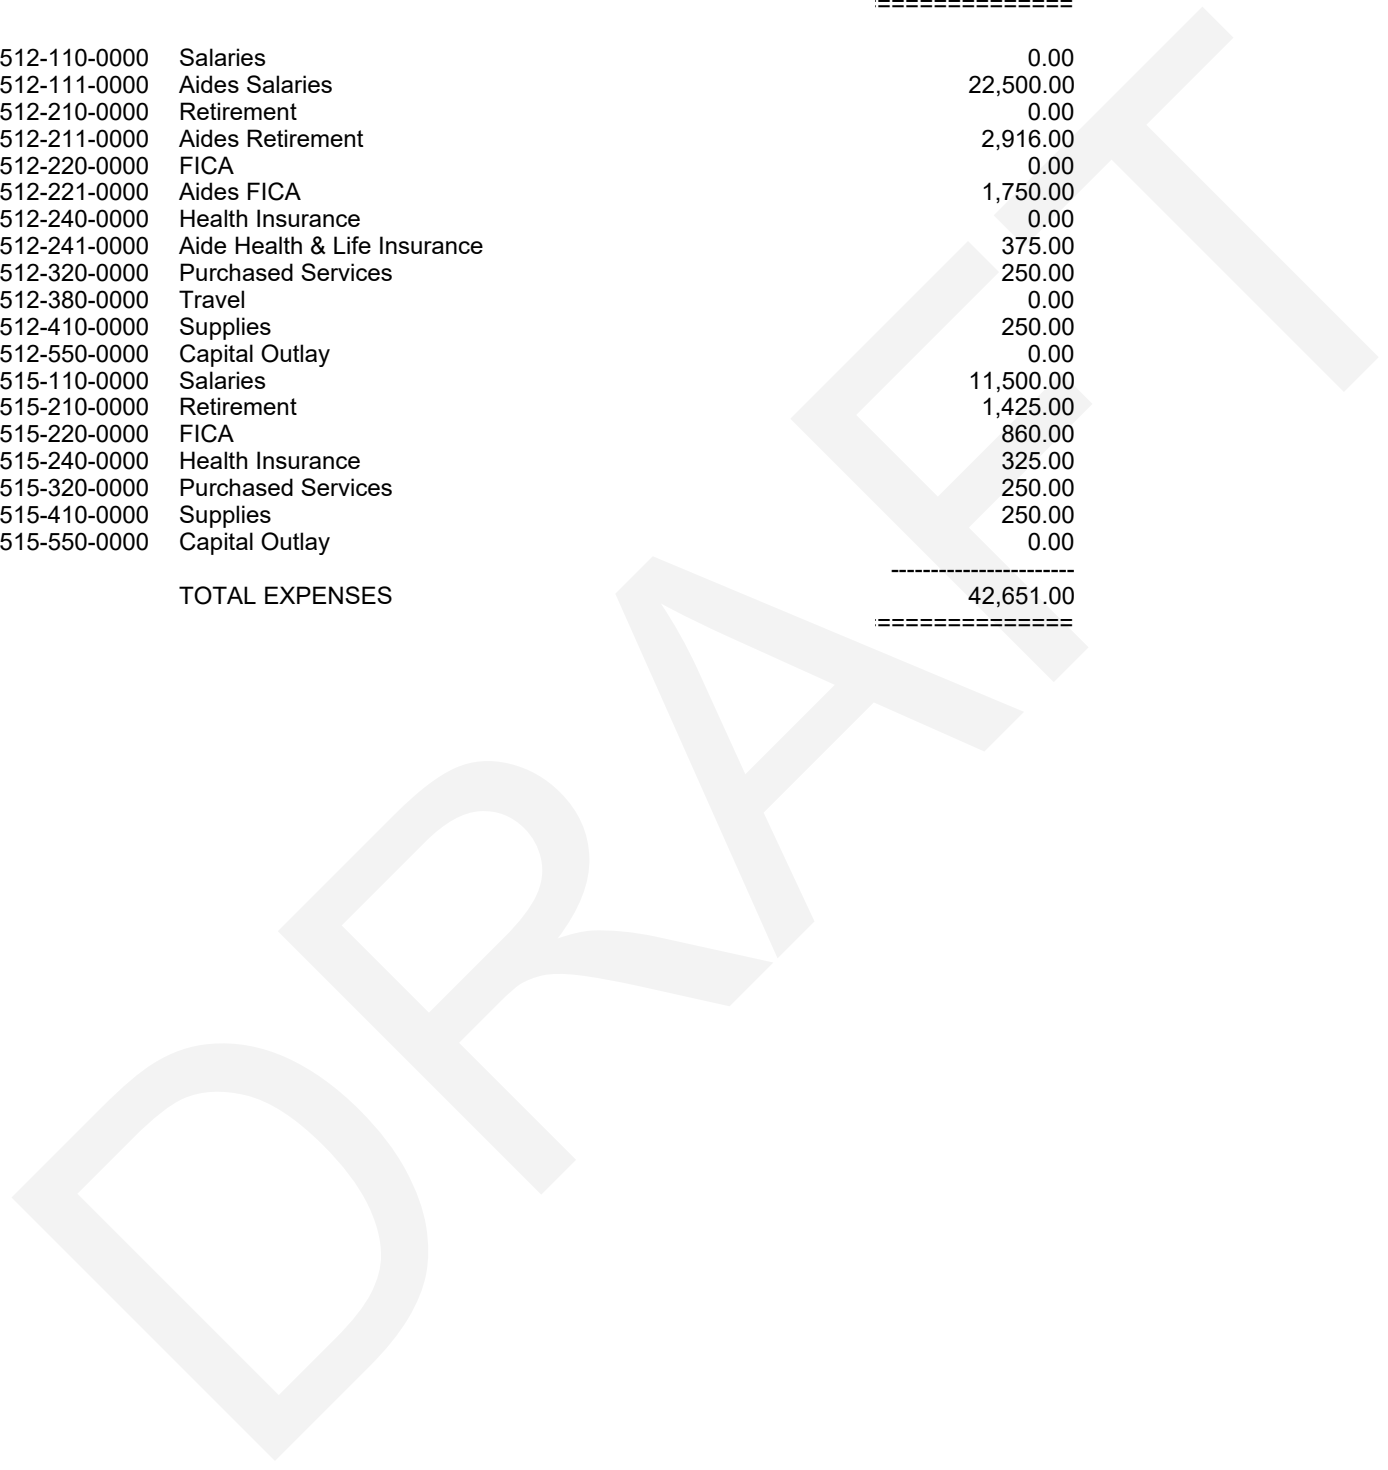 ==============
512-110-0000 Salaries 0.00
512-111-0000 Aides Salaries 22,500.00
512-210-0000 Retirement 0.00
512-211-0000 Aides Retirement 2,916.00
512-220-0000 FICA 0.00
512-221-0000 Aides FICA 1,750.00
512-240-0000 Health Insurance 0.00
512-241-0000 Aide Health & Life Insurance 375.00
512-320-0000 Purchased Services 250.00
512-380-0000 Travel 0.00
512-410-0000 Supplies 250.00
512-550-0000 Capital Outlay 0.00
515-110-0000 Salaries 11,500.00
515-210-0000 Retirement 1,425.00
515-220-0000 FICA 860.00
515-240-0000 Health Insurance 325.00
515-320-0000 Purchased Services 250.00
515-410-0000 Supplies 250.00
515-550-0000 Capital Outlay 0.00
-----------------------
TOTAL EXPENSES 42,651.00
==============
DRAFT